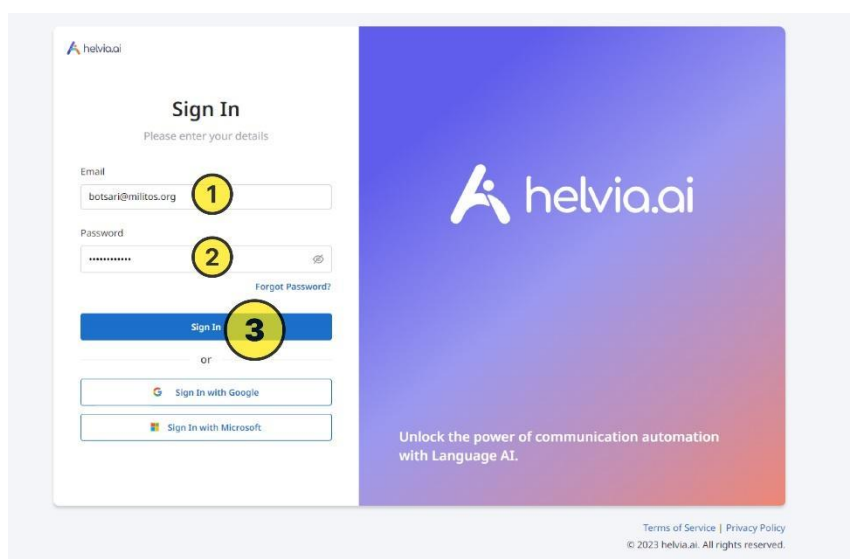 helvia.ai
Sign In
Please enter your details
Email
botsari@militos.org
1
Password
••••••••••••
2
Forgot Password?
Sign In
3
or
Sign In with Google
Sign In with Microsoft
helvia.ai
Unlock the power of communication automation
with Language AI.
Terms of Service | Privacy Policy
© 2023 helvia.ai. All rights reserved.